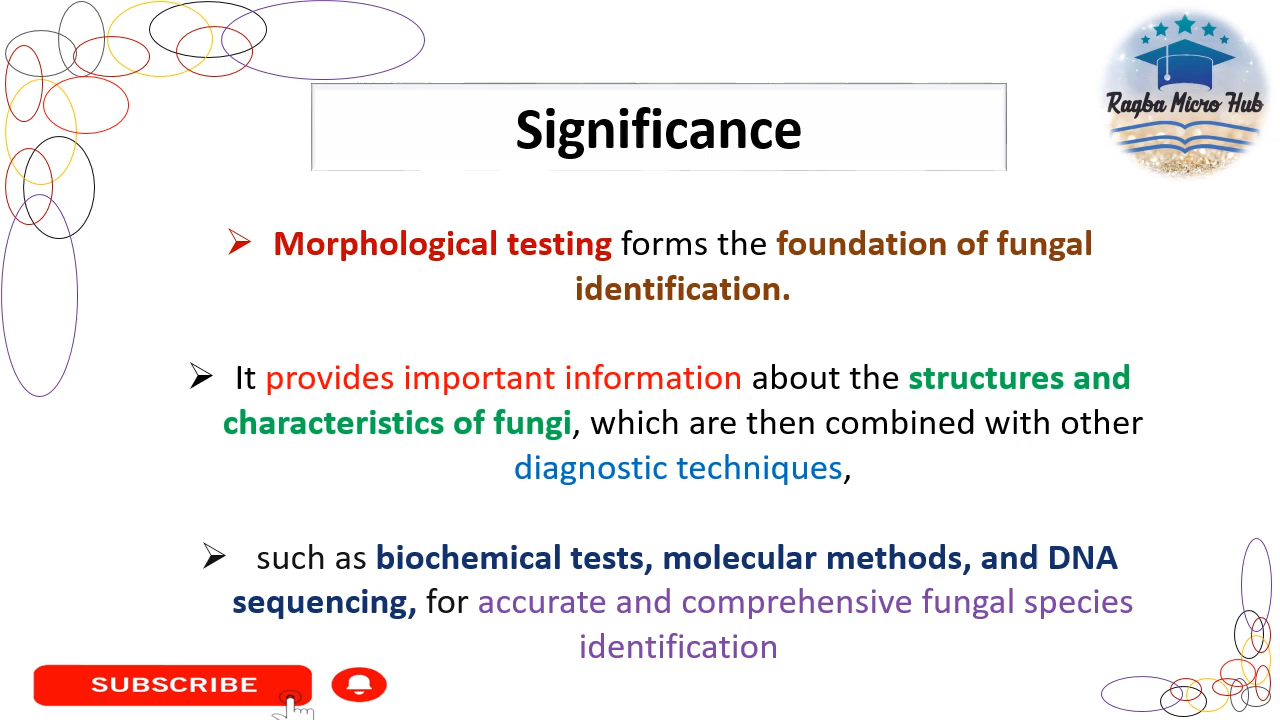 Significance
Raqba Micro Hub
➢ Morphological testing forms the foundation of fungal
identification.
➢ It provides important information about the structures and
characteristics of fungi, which are then combined with other
diagnostic techniques,
➢ such as biochemical tests, molecular methods, and DNA
sequencing, for accurate and comprehensive fungal species
identification
SUBSCRIBE